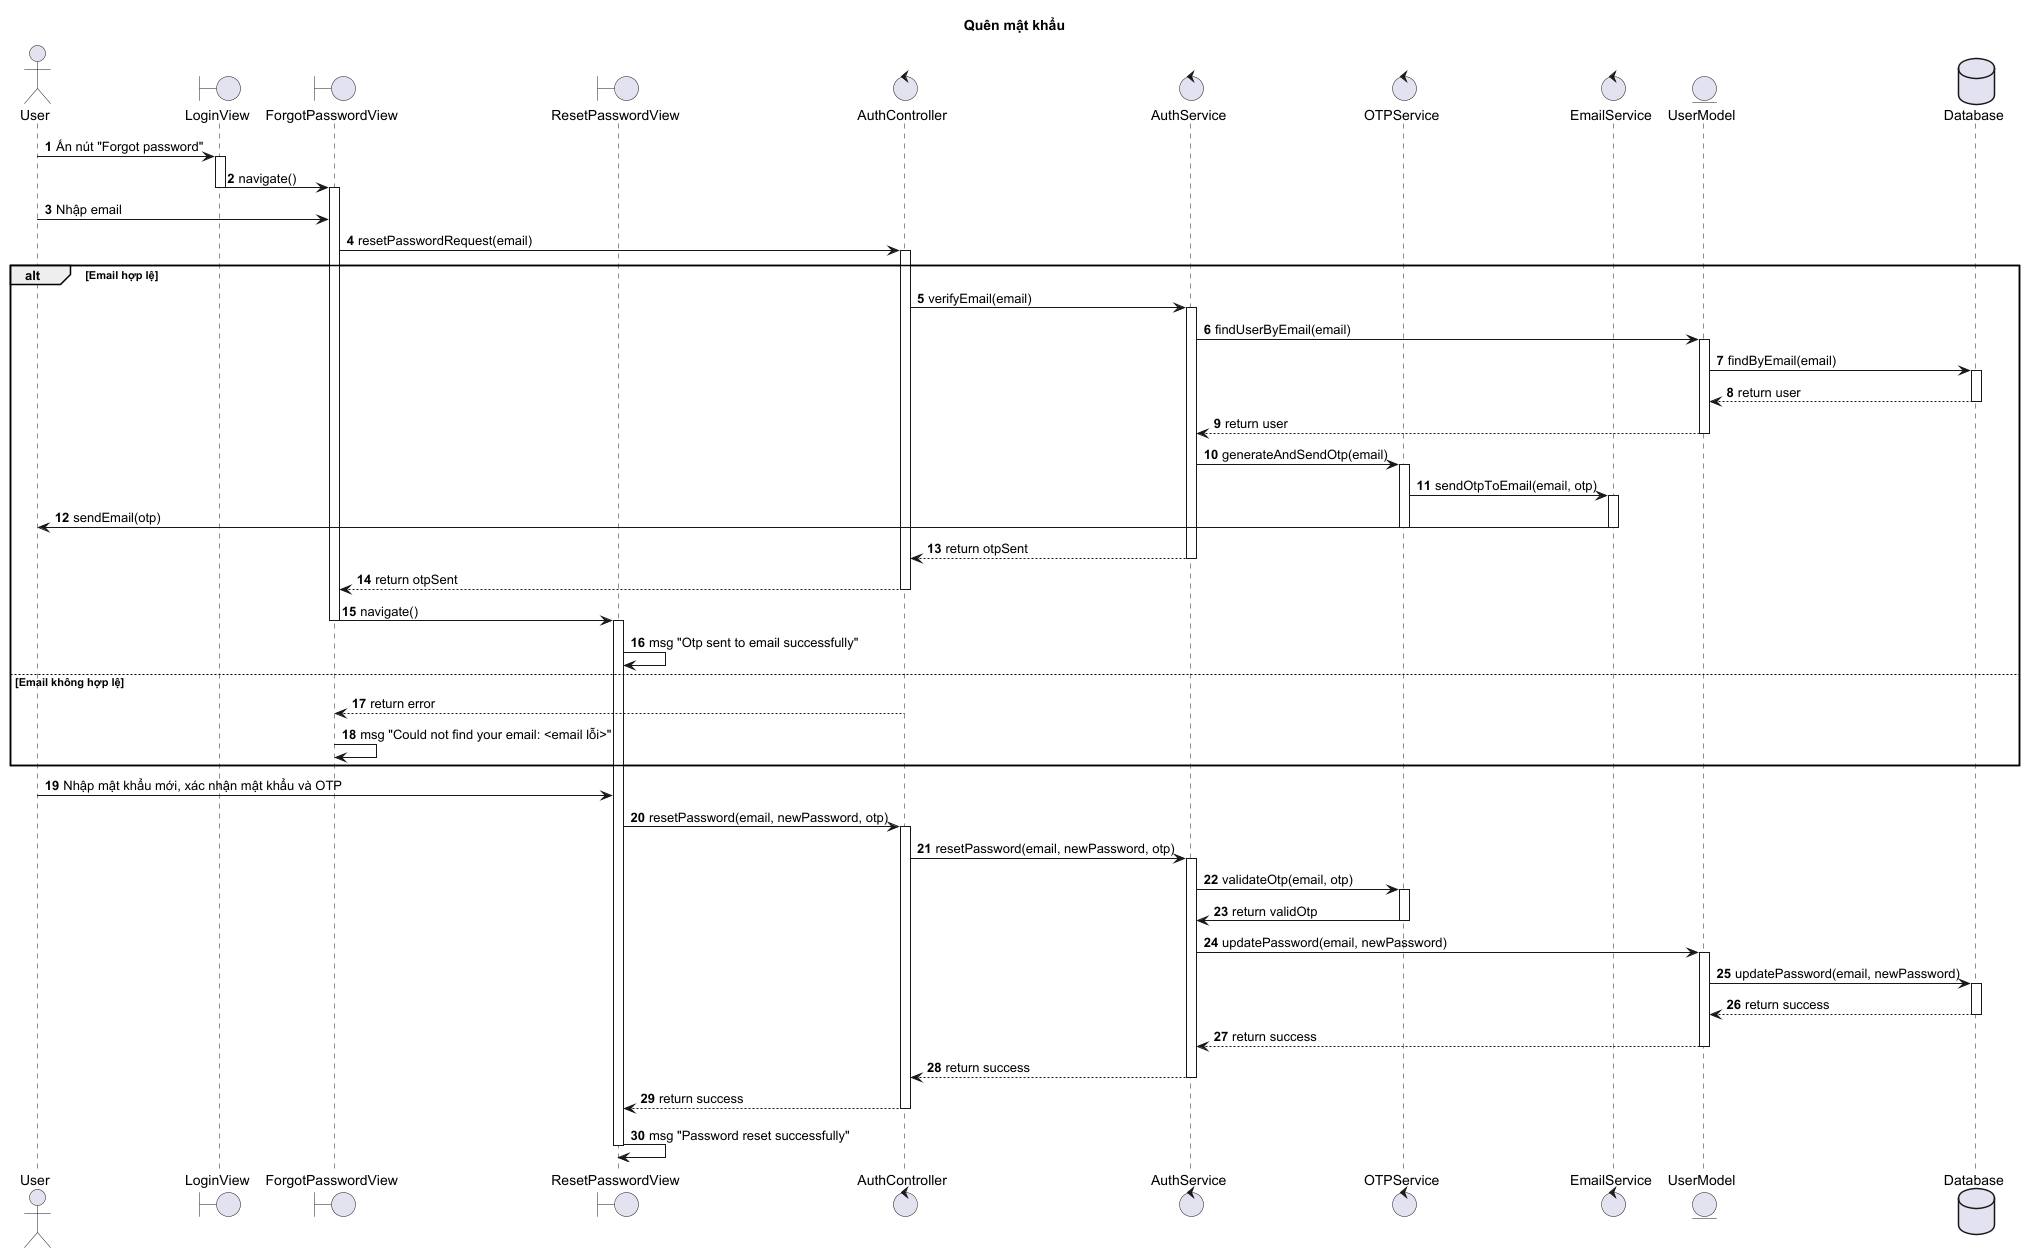 Quên mật khẩu
User LoginView ForgotPasswordView ResetPasswordView AuthController AuthService OTPService EmailService UserModel Database
1 Ấn nút "Forgot password"
2 navigate()
3 Nhập email
4 resetPasswordRequest(email)
alt [Email hợp lệ]
5 verifyEmail(email)
6 findUserByEmail(email)
7 findByEmail(email)
8 return user
9 return user
10 generateAndSendOtp(email)
11 sendOtpToEmail(email, otp)
12 sendEmail(otp)
13 return otpSent
14 return otpSent
15 navigate()
16 msg "Otp sent to email successfully"
[Email không hợp lệ]
17 return error
18 msg "Could not find your email: <email lỗi>"
19 Nhập mật khẩu mới, xác nhận mật khẩu và OTP
20 resetPassword(email, newPassword, otp)
21 resetPassword(email, newPassword, otp)
22 validateOtp(email, otp)
23 return validOtp
24 updatePassword(email, newPassword)
25 updatePassword(email, newPassword)
26 return success
27 return success
28 return success
29 return success
30 msg "Password reset successfully"
User LoginView ForgotPasswordView ResetPasswordView AuthController AuthService OTPService EmailService UserModel Database